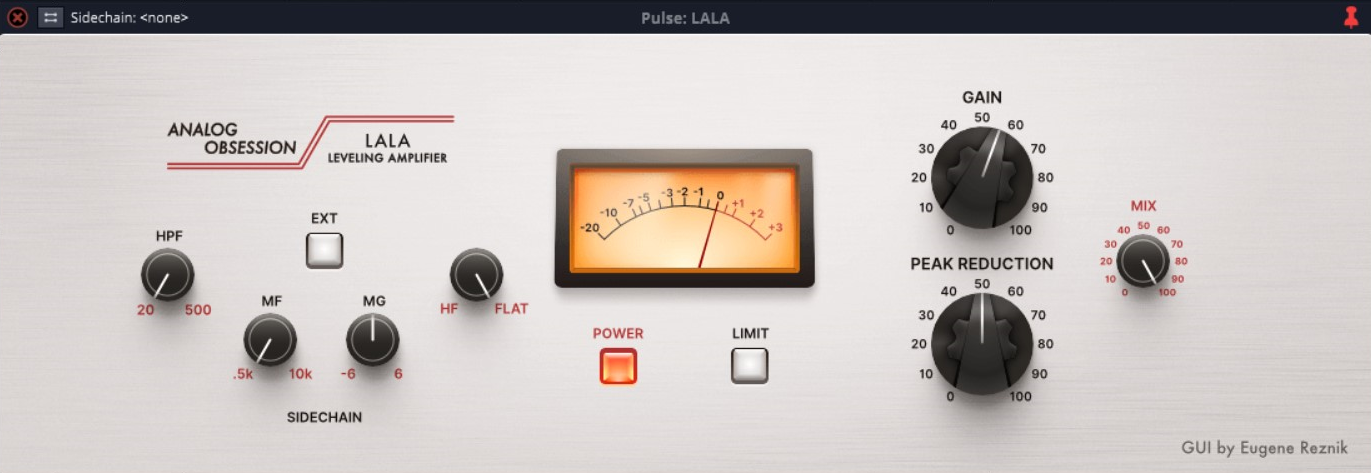 Sidechain: <none>
Pulse: LALA
ANALOG
OBSESSION
LALA
LEVELING AMPLIFIER
HPF
20 500
EXT
MF
.5k 10k
MG
-6 6
HF FLAT
SIDECHAIN
-20 -10 -7 -5 -3 -2 -1 0 +1 +2 +3
POWER
LIMIT
GAIN
0 10 20 30 40 50 60 70 80 90 100
PEAK REDUCTION
0 10 20 30 40 50 60 70 80 90 100
MIX
0 10 20 30 40 50 60 70 80 90 100
GUI by Eugene Reznik